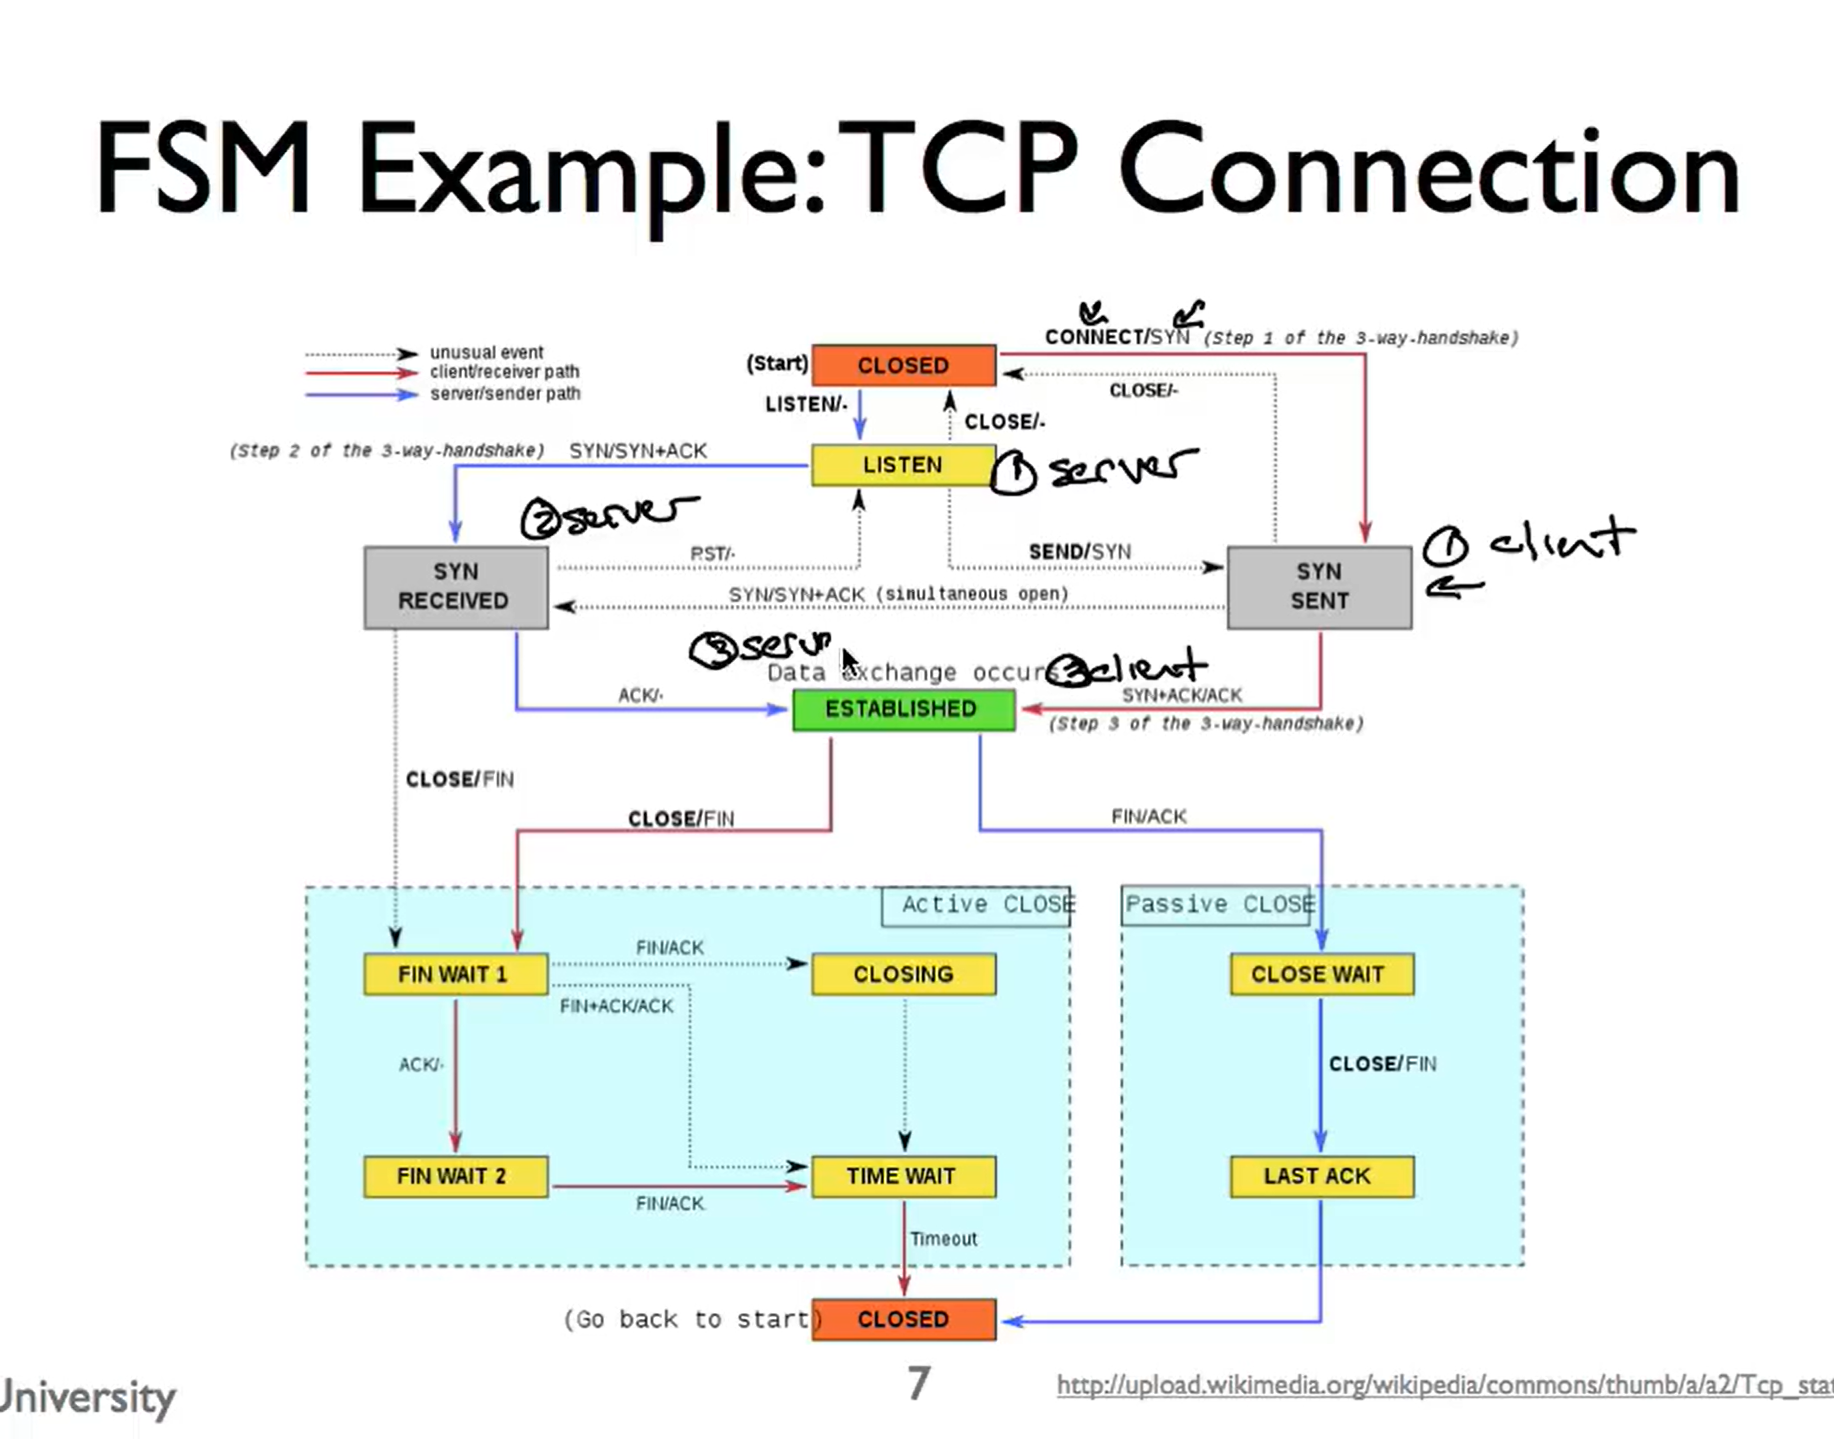 FSM Example: TCP Connection
unusual event
client/receiver path
server/sender path
(Start)
CLOSED
CONNECT/SYN (Step 1 of the 3-way-handshake)
CLOSE/-
LISTEN/-
CLOSE/-
(Step 2 of the 3-way-handshake) SYN/SYN+ACK
LISTEN
① server
② server
RST/-
SEND/SYN
① client
SYN
RECEIVED
SYN
SENT
SYN/SYN+ACK (simultaneous open)
③
Data exchange occurs
client
ACK/-
ESTABLISHED
SYN+ACK/ACK
(Step 3 of the 3-way-handshake)
CLOSE/FIN
CLOSE/FIN
FIN/ACK
Active CLOSE
Passive CLOSE
FIN WAIT 1
FIN/ACK
CLOSING
CLOSE WAIT
FIN+ACK/ACK
ACK/-
CLOSE/FIN
FIN WAIT 2
FIN/ACK
TIME WAIT
LAST ACK
Timeout
(Go back to start)
CLOSED
University
7
http://upload.wikimedia.org/wikipedia/commons/thumb/a/a2/Tcp_sta